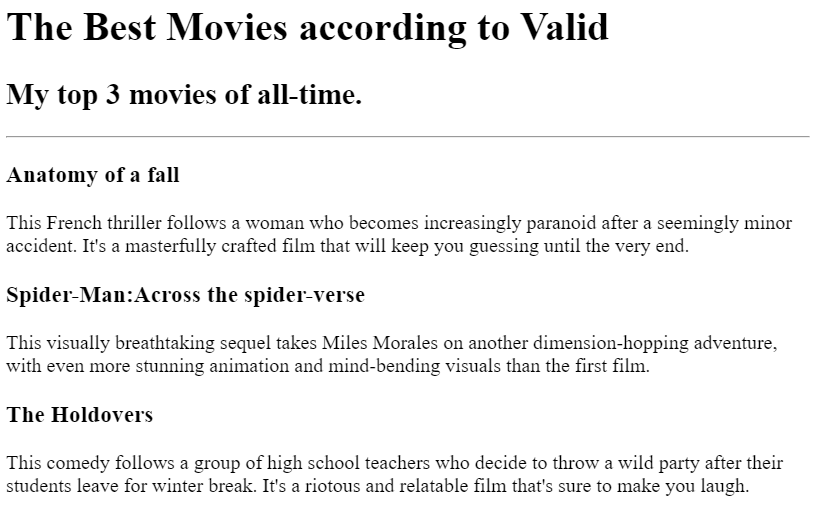 The Best Movies according to Valid
My top 3 movies of all-time.
Anatomy of a fall
This French thriller follows a woman who becomes increasingly paranoid after a seemingly minor
accident. It's a masterfully crafted film that will keep you guessing until the very end.
Spider-Man:Across the spider-verse
This visually breathtaking sequel takes Miles Morales on another dimension-hopping adventure,
with even more stunning animation and mind-bending visuals than the first film.
The Holdovers
This comedy follows a group of high school teachers who decide to throw a wild party after their
students leave for winter break. It's a riotous and relatable film that's sure to make you laugh.